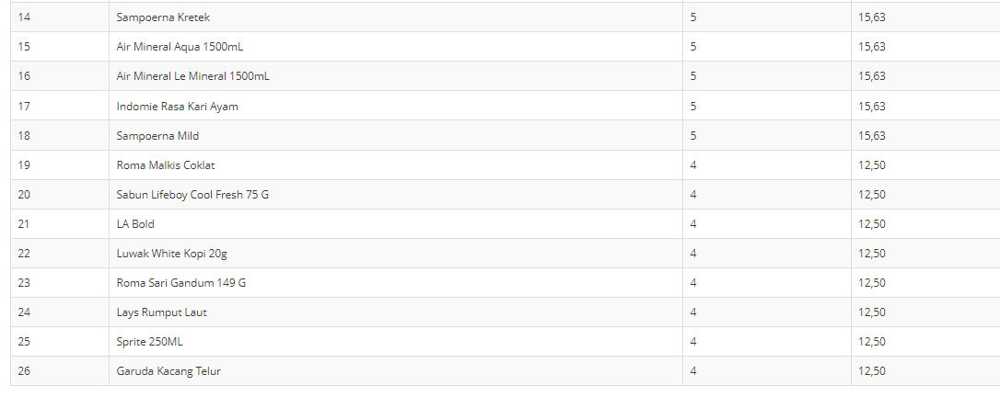 14 Sampoerna Kretek 5 15,63
15 Air Mineral Aqua 1500mL 5 15,63
16 Air Mineral Le Mineral 1500mL 5 15,63
17 Indomie Rasa Kari Ayam 5 15,63
18 Sampoerna Mild 5 15,63
19 Roma Malkis Coklat 4 12,50
20 Sabun Lifeboy Cool Fresh 75 G 4 12,50
21 LA Bold 4 12,50
22 Luwak White Kopi 20g 4 12,50
23 Roma Sari Gandum 149 G 4 12,50
24 Lays Rumput Laut 4 12,50
25 Sprite 250ML 4 12,50
26 Garuda Kacang Telur 4 12,50